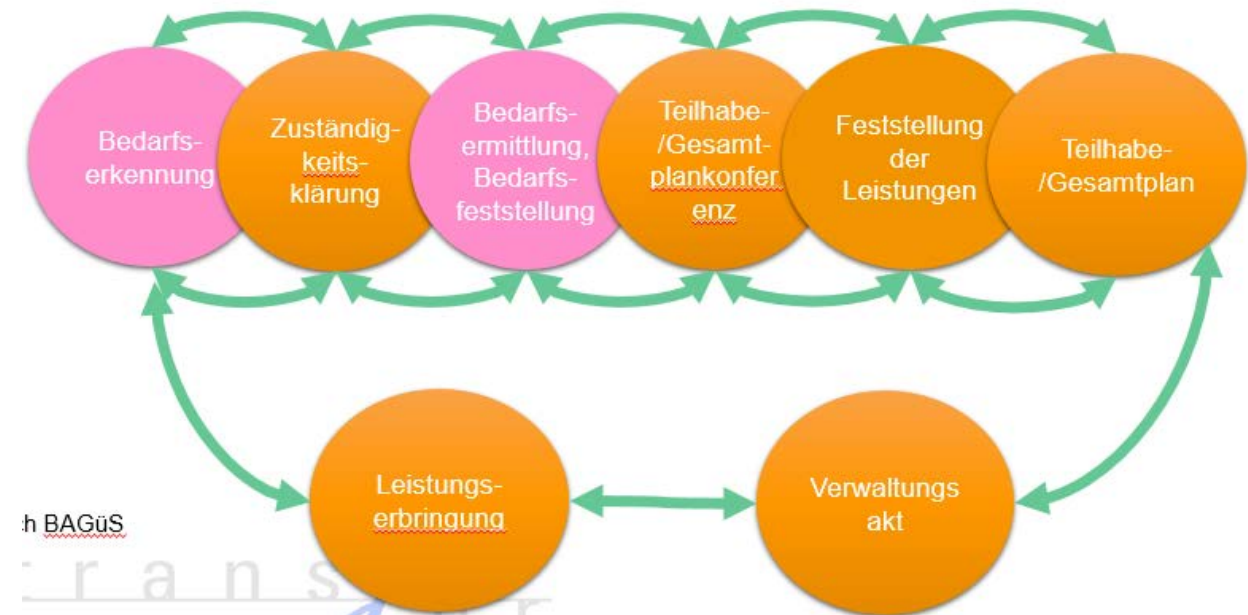 Bedarfs-
erkennung
Zuständig-
keits-
klärung
Bedarfs-
ermittlung,
Bedarfs-
feststellung
Teilhabe-
/Gesamt-
plankonfer
enz
Feststellung
der
Leistungen
Teilhabe-
/Gesamtplan
Leistungs-
erbringung
Verwaltungs
akt
h BAGüS
t r a n s